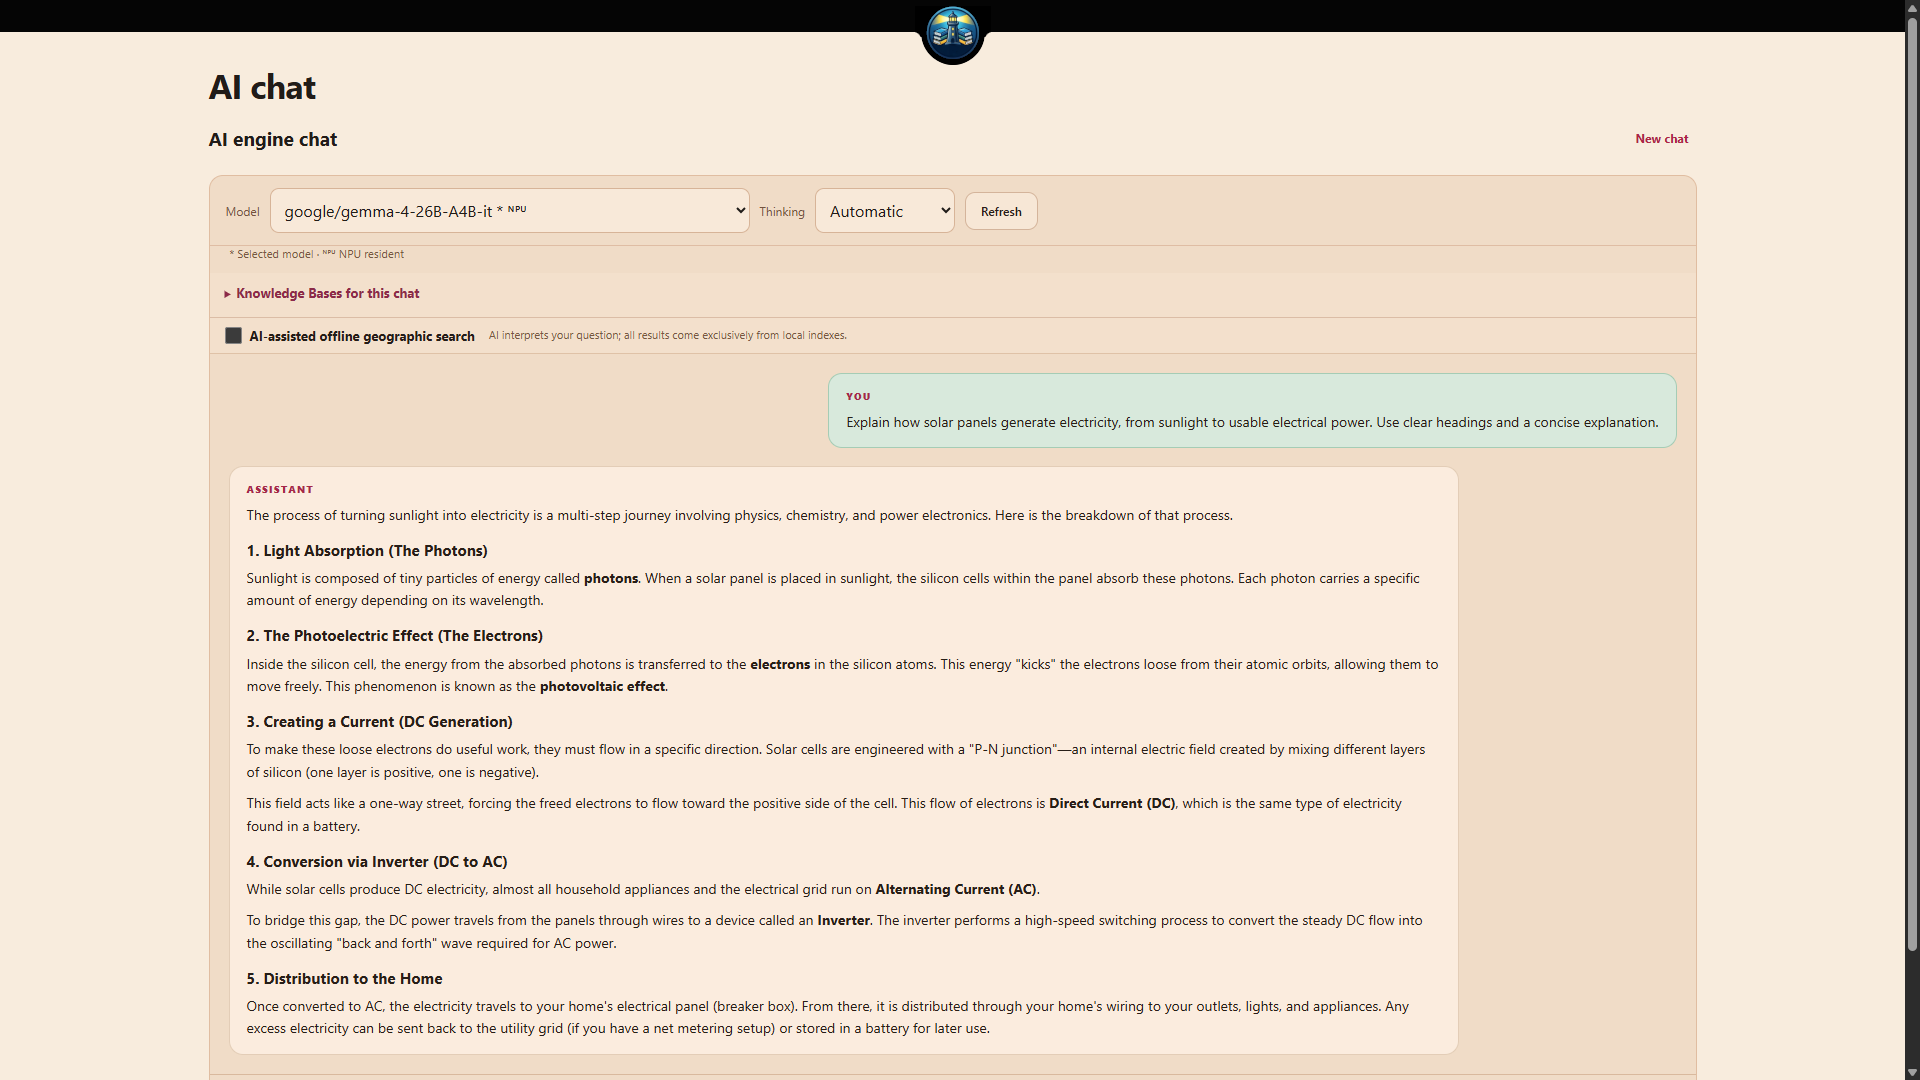 AI chat
AI engine chat
New chat
Model
google/gemma-4-26B-A4B-it * ᴺᴾᵁ
Thinking
Automatic
Refresh
* Selected model · ᴺᴾᵁ NPU resident
▸ Knowledge Bases for this chat
AI-assisted offline geographic search
AI interprets your question; all results come exclusively from local indexes.
YOU
Explain how solar panels generate electricity, from sunlight to usable electrical power. Use clear headings and a concise explanation.
ASSISTANT
The process of turning sunlight into electricity is a multi-step journey involving physics, chemistry, and power electronics. Here is the breakdown of that process.
1. Light Absorption (The Photons)
Sunlight is composed of tiny particles of energy called photons. When a solar panel is placed in sunlight, the silicon cells within the panel absorb these photons. Each photon carries a specific
amount of energy depending on its wavelength.
2. The Photoelectric Effect (The Electrons)
Inside the silicon cell, the energy from the absorbed photons is transferred to the electrons in the silicon atoms. This energy "kicks" the electrons loose from their atomic orbits, allowing them to
move freely. This phenomenon is known as the photovoltaic effect.
3. Creating a Current (DC Generation)
To make these loose electrons do useful work, they must flow in a specific direction. Solar cells are engineered with a "P-N junction"—an internal electric field created by mixing different layers
of silicon (one layer is positive, one is negative).
This field acts like a one-way street, forcing the freed electrons to flow toward the positive side of the cell. This flow of electrons is Direct Current (DC), which is the same type of electricity
found in a battery.
4. Conversion via Inverter (DC to AC)
While solar cells produce DC electricity, almost all household appliances and the electrical grid run on Alternating Current (AC).
To bridge this gap, the DC power travels from the panels through wires to a device called an Inverter. The inverter performs a high-speed switching process to convert the steady DC flow into
the oscillating "back and forth" wave required for AC power.
5. Distribution to the Home
Once converted to AC, the electricity travels to your home's electrical panel (breaker box). From there, it is distributed through your home's wiring to your outlets, lights, and appliances. Any
excess electricity can be sent back to the utility grid (if you have a net metering setup) or stored in a battery for later use.